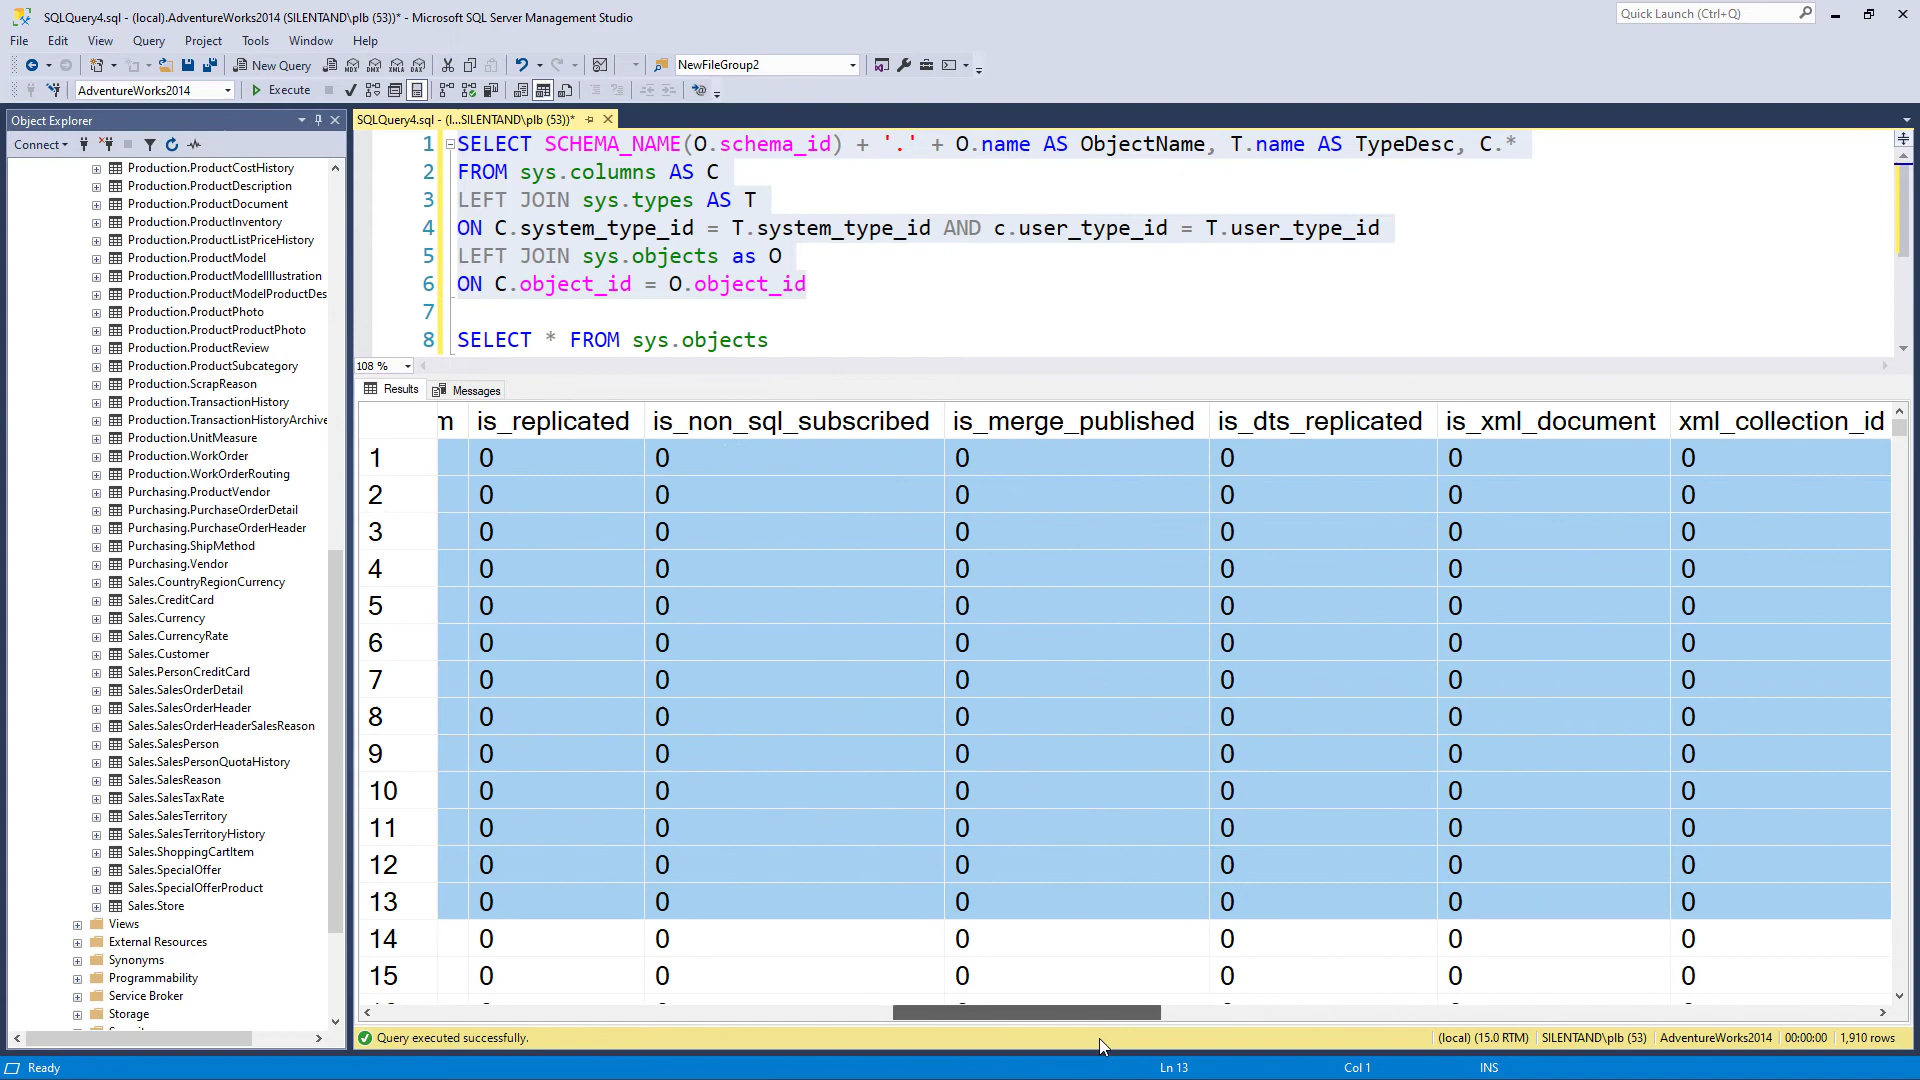 SQLQuery4.sql - (local).AdventureWorks2014 (SILENTAND\plb (53))* - Microsoft SQL Server Management Studio
Quick Launch (Ctrl+Q)
File Edit View Query Project Tools Window Help
New Query
MDX DMX XMLA DAX
NewFileGroup2
AdventureWorks2014
Execute
Object Explorer
Connect
Production.ProductCostHistory
Production.ProductDescription
Production.ProductDocument
Production.ProductInventory
Production.ProductListPriceHistory
Production.ProductModel
Production.ProductModelIllustration
Production.ProductModelProductDes
Production.ProductPhoto
Production.ProductProductPhoto
Production.ProductReview
Production.ProductSubcategory
Production.ScrapReason
Production.TransactionHistory
Production.TransactionHistoryArchive
Production.UnitMeasure
Production.WorkOrder
Production.WorkOrderRouting
Purchasing.ProductVendor
Purchasing.PurchaseOrderDetail
Purchasing.PurchaseOrderHeader
Purchasing.ShipMethod
Purchasing.Vendor
Sales.CountryRegionCurrency
Sales.CreditCard
Sales.Currency
Sales.CurrencyRate
Sales.Customer
Sales.PersonCreditCard
Sales.SalesOrderDetail
Sales.SalesOrderHeader
Sales.SalesOrderHeaderSalesReason
Sales.SalesPerson
Sales.SalesPersonQuotaHistory
Sales.SalesReason
Sales.SalesTaxRate
Sales.SalesTerritory
Sales.SalesTerritoryHistory
Sales.ShoppingCartItem
Sales.SpecialOffer
Sales.SpecialOfferProduct
Sales.Store
Views
External Resources
Synonyms
Programmability
Service Broker
Storage
SQLQuery4.sql - (l...SILENTAND\plb (53))*
1 SELECT SCHEMA_NAME(O.schema_id) + '.' + O.name AS ObjectName, T.name AS TypeDesc, C.*
2 FROM sys.columns AS C
3 LEFT JOIN sys.types AS T
4 ON C.system_type_id = T.system_type_id AND c.user_type_id = T.user_type_id
5 LEFT JOIN sys.objects as O
6 ON C.object_id = O.object_id
7
8 SELECT * FROM sys.objects
108 %
Results Messages
m is_replicated is_non_sql_subscribed is_merge_published is_dts_replicated is_xml_document xml_collection_id
1 0 0 0 0 0 0
2 0 0 0 0 0 0
3 0 0 0 0 0 0
4 0 0 0 0 0 0
5 0 0 0 0 0 0
6 0 0 0 0 0 0
7 0 0 0 0 0 0
8 0 0 0 0 0 0
9 0 0 0 0 0 0
10 0 0 0 0 0 0
11 0 0 0 0 0 0
12 0 0 0 0 0 0
13 0 0 0 0 0 0
14 0 0 0 0 0 0
15 0 0 0 0 0 0
Query executed successfully. (local) (15.0 RTM) SILENTAND\plb (53) AdventureWorks2014 00:00:00 1,910 rows
Ready Ln 13 Col 1 INS